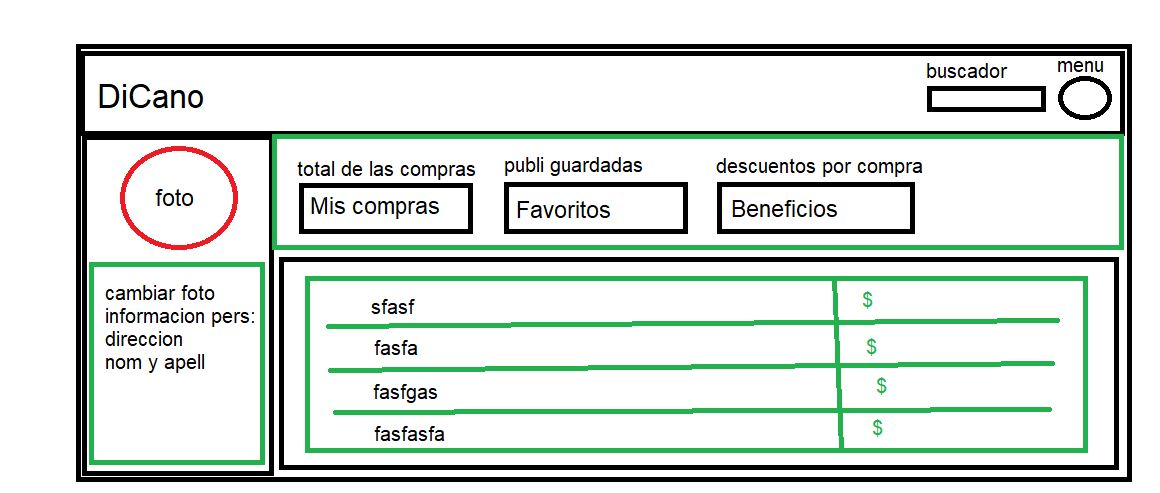 buscador
menu
DiCano
foto
total de las compras
publi guardadas
descuentos por compra
Mis compras
Favoritos
Beneficios
cambiar foto
informacion pers:
direccion
nom y apell
sfasf $
fasfa $
fasfgas $
fasfasfa $